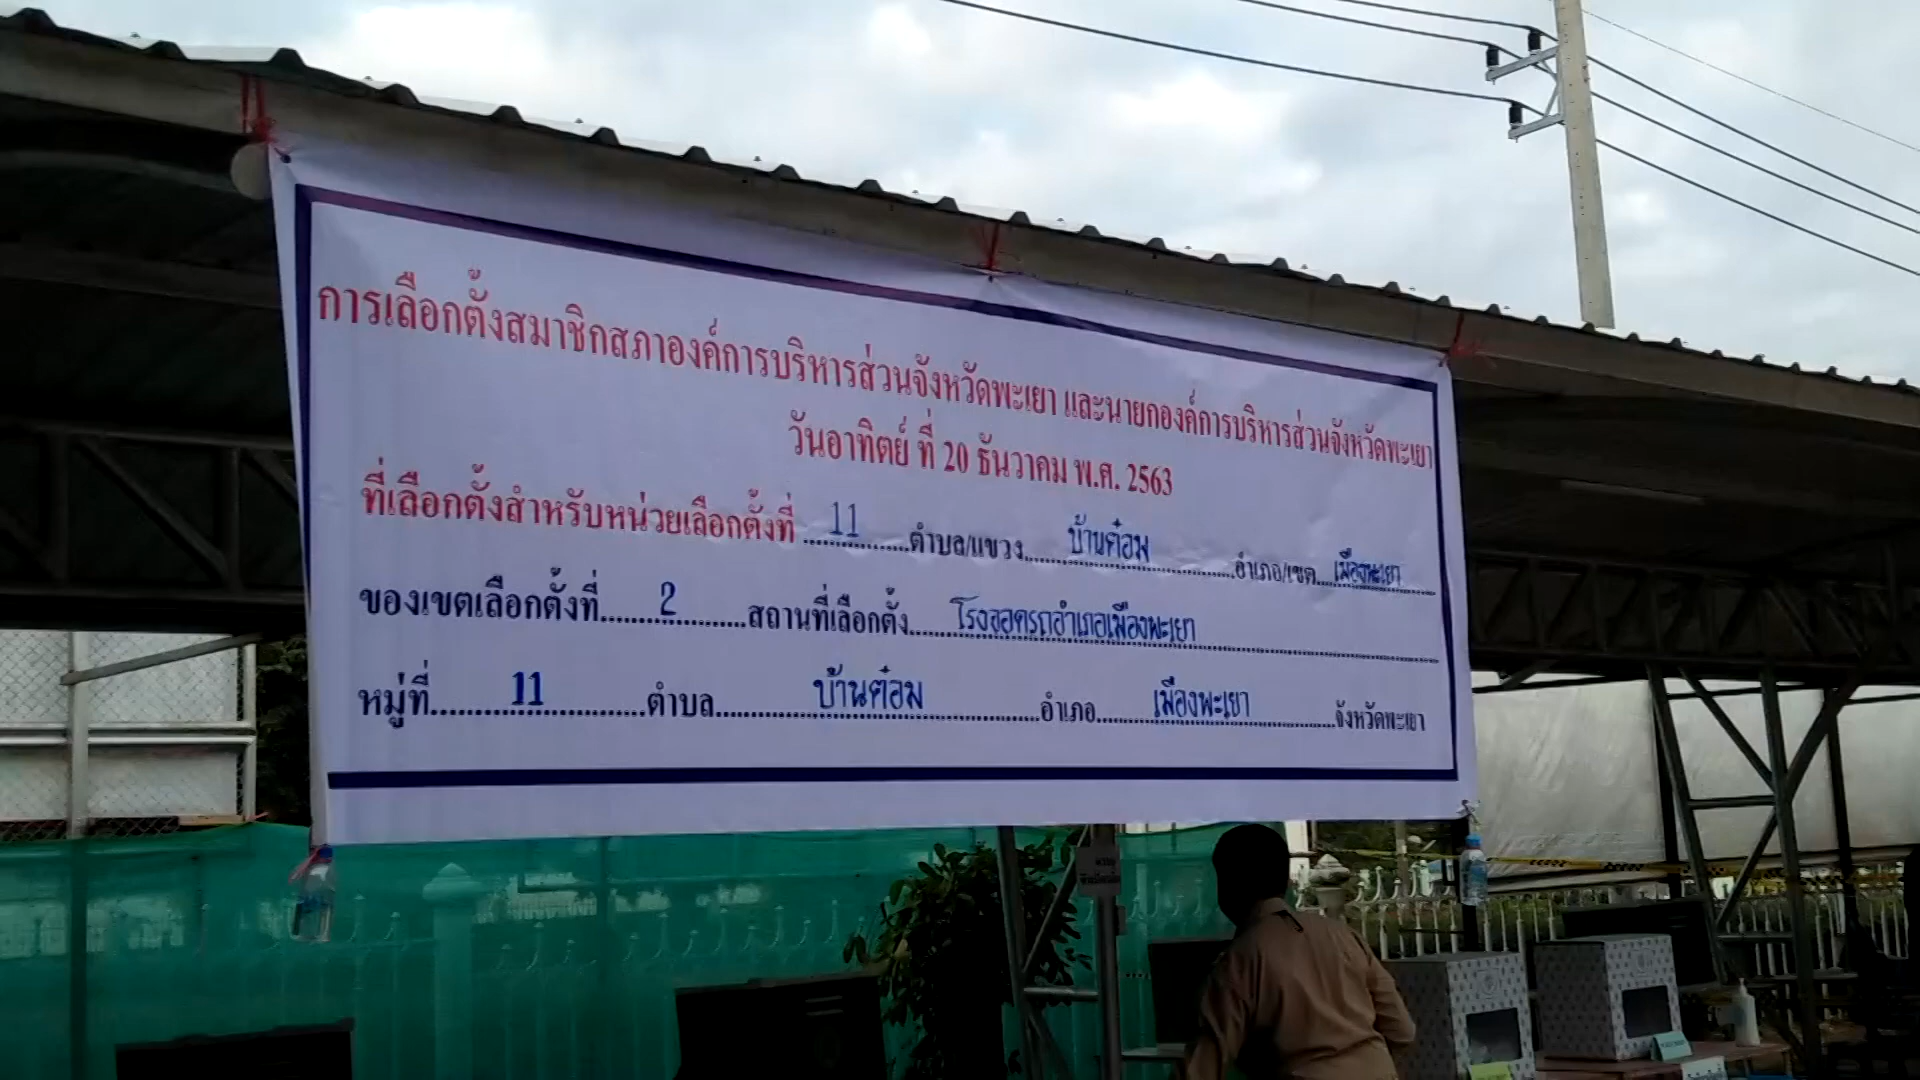 การเลือกตั้งสมาชิกสภาองค์การบริหารส่วนจังหวัดพะเยา และนายกองค์การบริหารส่วนจังหวัดพะเยา
วันอาทิตย์ ที่ 20 ธันวาคม พ.ศ. 2563
ที่เลือกตั้งสำหรับหน่วยเลือกตั้งที่ 11 ตำบล/แขวง บ้านต๋อม อำเภอ/เขต เมืองพะเยา
ของเขตเลือกตั้งที่ 2 สถานที่เลือกตั้ง โรงจอดรถอำเภอเมืองพะเยา
หมู่ที่ 11 ตำบล บ้านต๋อม อำเภอ เมืองพะเยา จังหวัดพะเยา